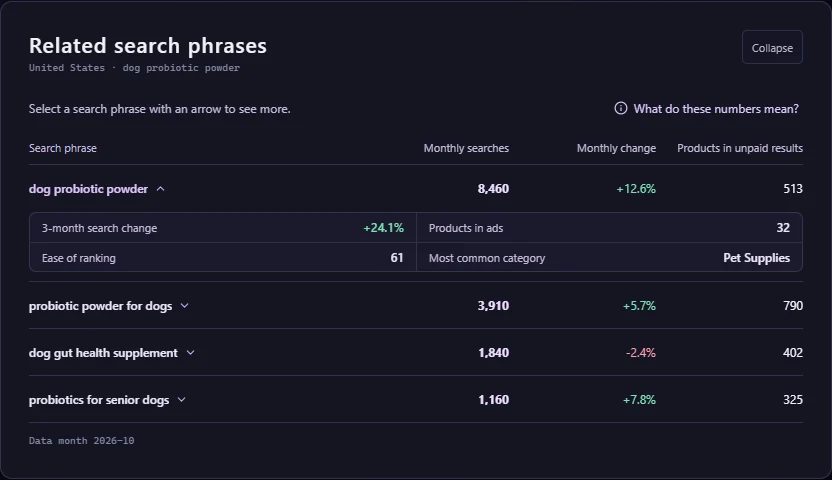 Related search phrases
Collapse
United States · dog probiotic powder
Select a search phrase with an arrow to see more.
What do these numbers mean?
Search phrase Monthly searches Monthly change Products in unpaid results
dog probiotic powder 8,460 +12.6% 513
3-month search change +24.1% Products in ads 32
Ease of ranking 61 Most common category Pet Supplies
probiotic powder for dogs 3,910 +5.7% 790
dog gut health supplement 1,840 -2.4% 402
probiotics for senior dogs 1,160 +7.8% 325
Data month 2026-10